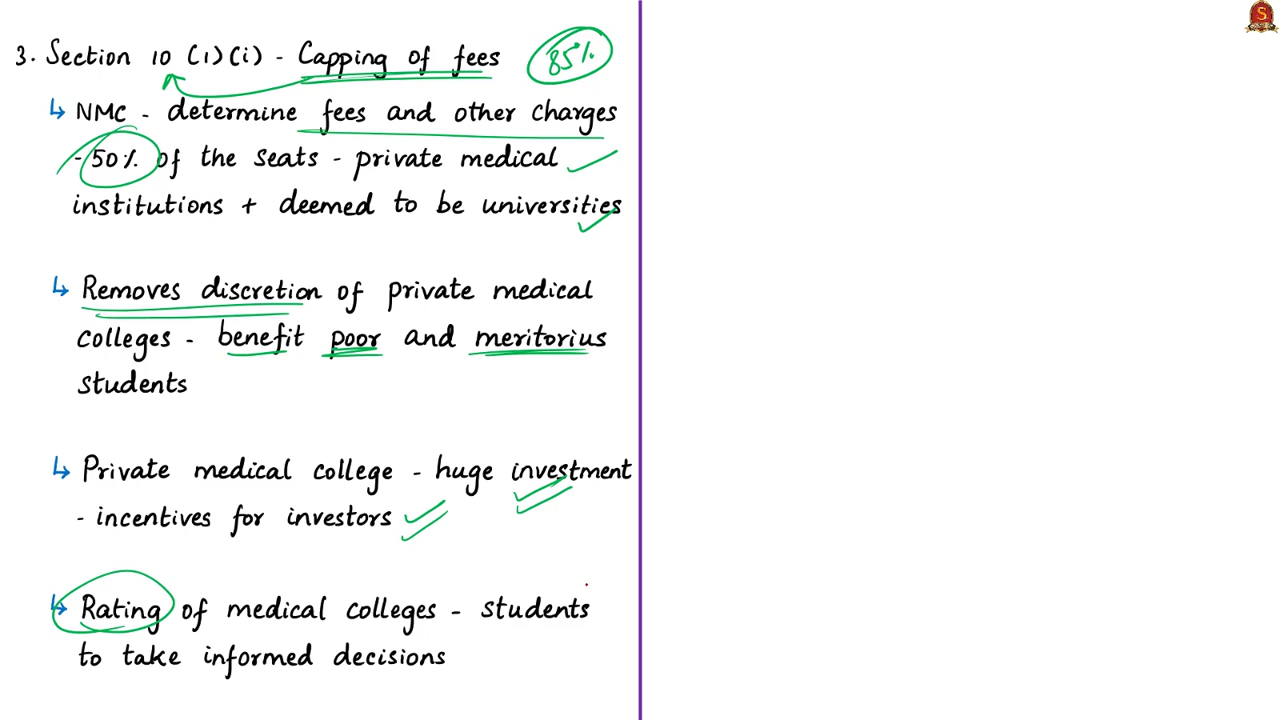 3. Section 10 (1)(i) - Capping of fees 85%
↳ NMC - determine fees and other charges
- 50% of the seats - private medical
institutions + deemed to be universities
↳ Removes discretion of private medical
colleges - benefit poor and meritorius
students
↳ Private medical college - huge investment
- incentives for investors
↳ Rating of medical colleges - students
to take informed decisions
S